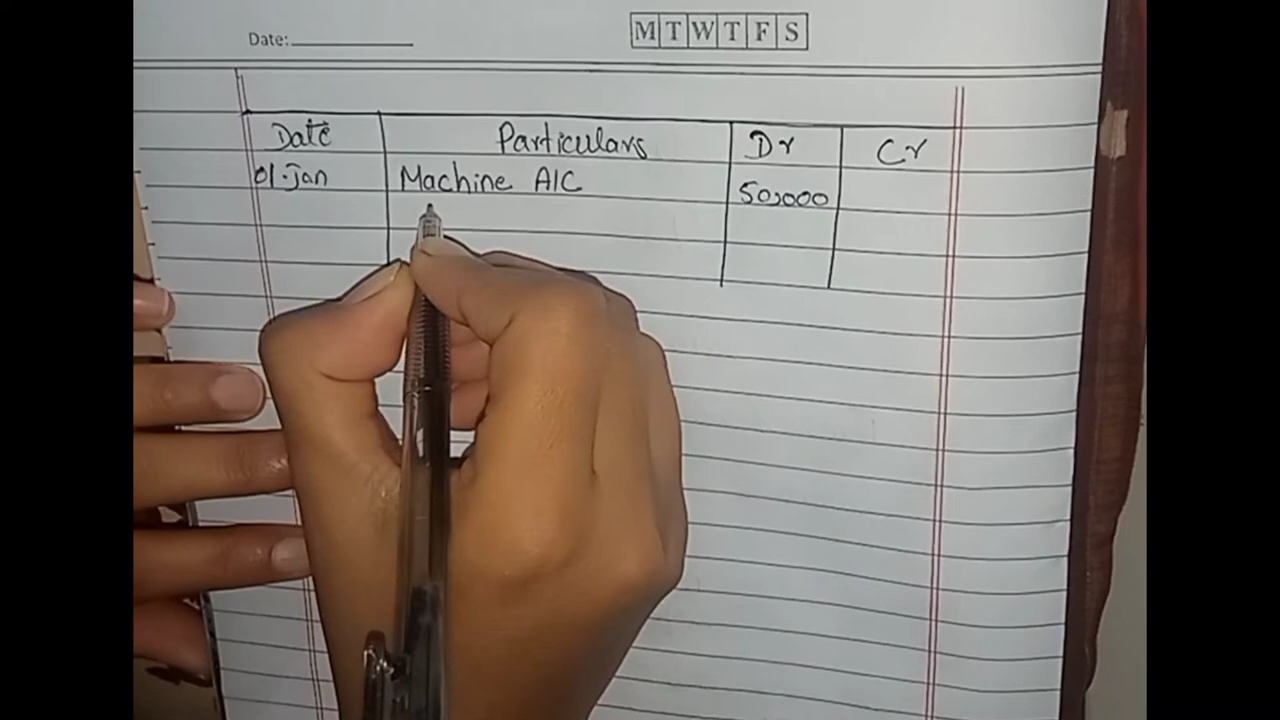 Date:
M T W T F S
Date Particulars Dr Cr
01-Jan Machine A/C 50,000